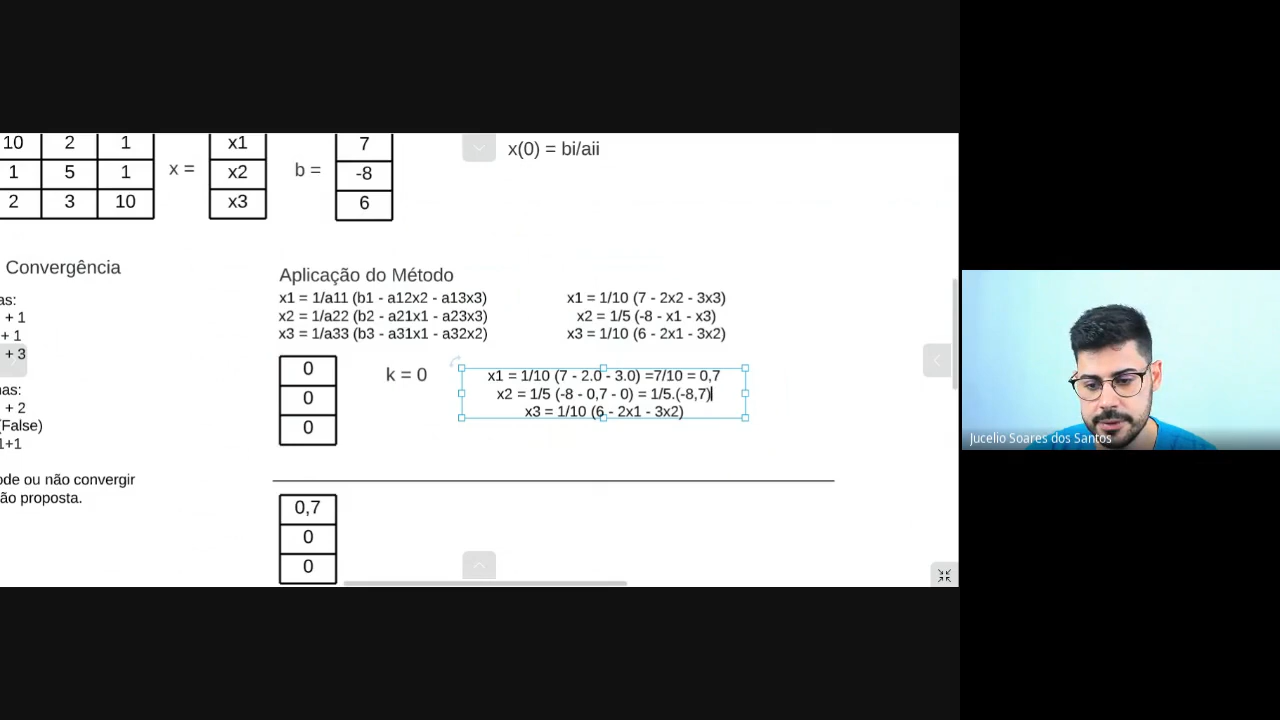 10 2 1
1 5 1
2 3 10
x =
x1
x2
x3
b =
7
-8
6
x(0) = bi/aii
Convergência
as:
+ 1
+ 1
+ 3
nas:
+ 2
(False)
1+1
ode ou não convergir
ão proposta.
Aplicação do Método
x1 = 1/a11 (b1 - a12x2 - a13x3)
x2 = 1/a22 (b2 - a21x1 - a23x3)
x3 = 1/a33 (b3 - a31x1 - a32x2)
x1 = 1/10 (7 - 2x2 - 3x3)
x2 = 1/5 (-8 - x1 - x3)
x3 = 1/10 (6 - 2x1 - 3x2)
0
0
0
k = 0
x1 = 1/10 (7 - 2.0 - 3.0) =7/10 = 0,7
x2 = 1/5 (-8 - 0,7 - 0) = 1/5.(-8,7)
x3 = 1/10 (6 - 2x1 - 3x2)
0,7
0
0
Jucelio Soares dos Santos